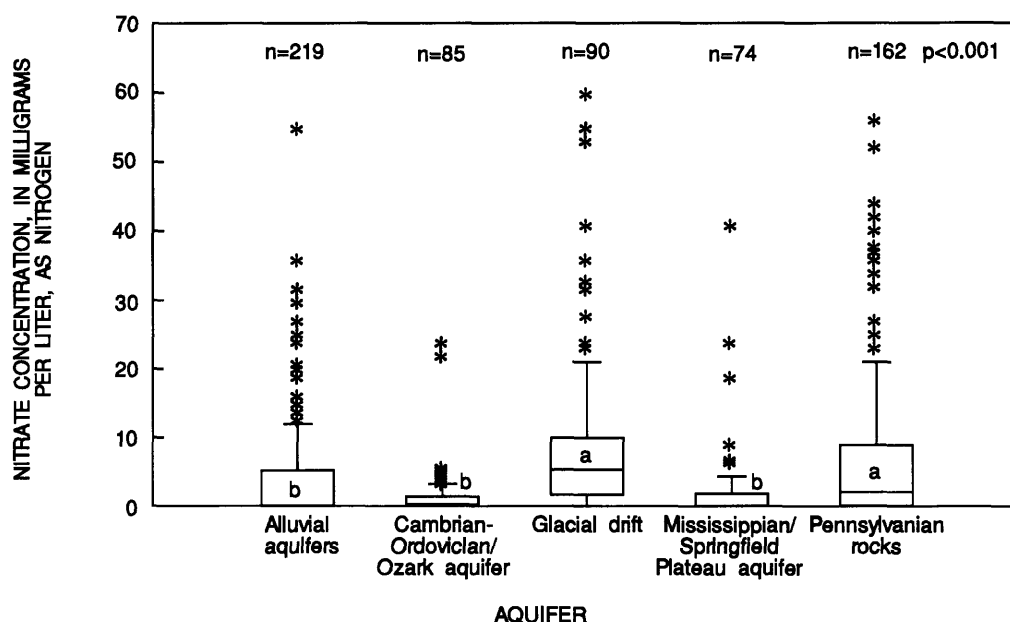 NITRATE CONCENTRATION, IN MILLIGRAMS
PER LITER, AS NITROGEN
70
60
50
40
30
20
10
0
n=219 n=85 n=90 n=74 n=162 p<0.001
b b a b a
Alluvial
aquifers
Cambrian-
Ordovician/
Ozark aquifer
Glacial drift
Mississippian/
Springfield
Plateau aquifer
Pennsylvanian
rocks
AQUIFER